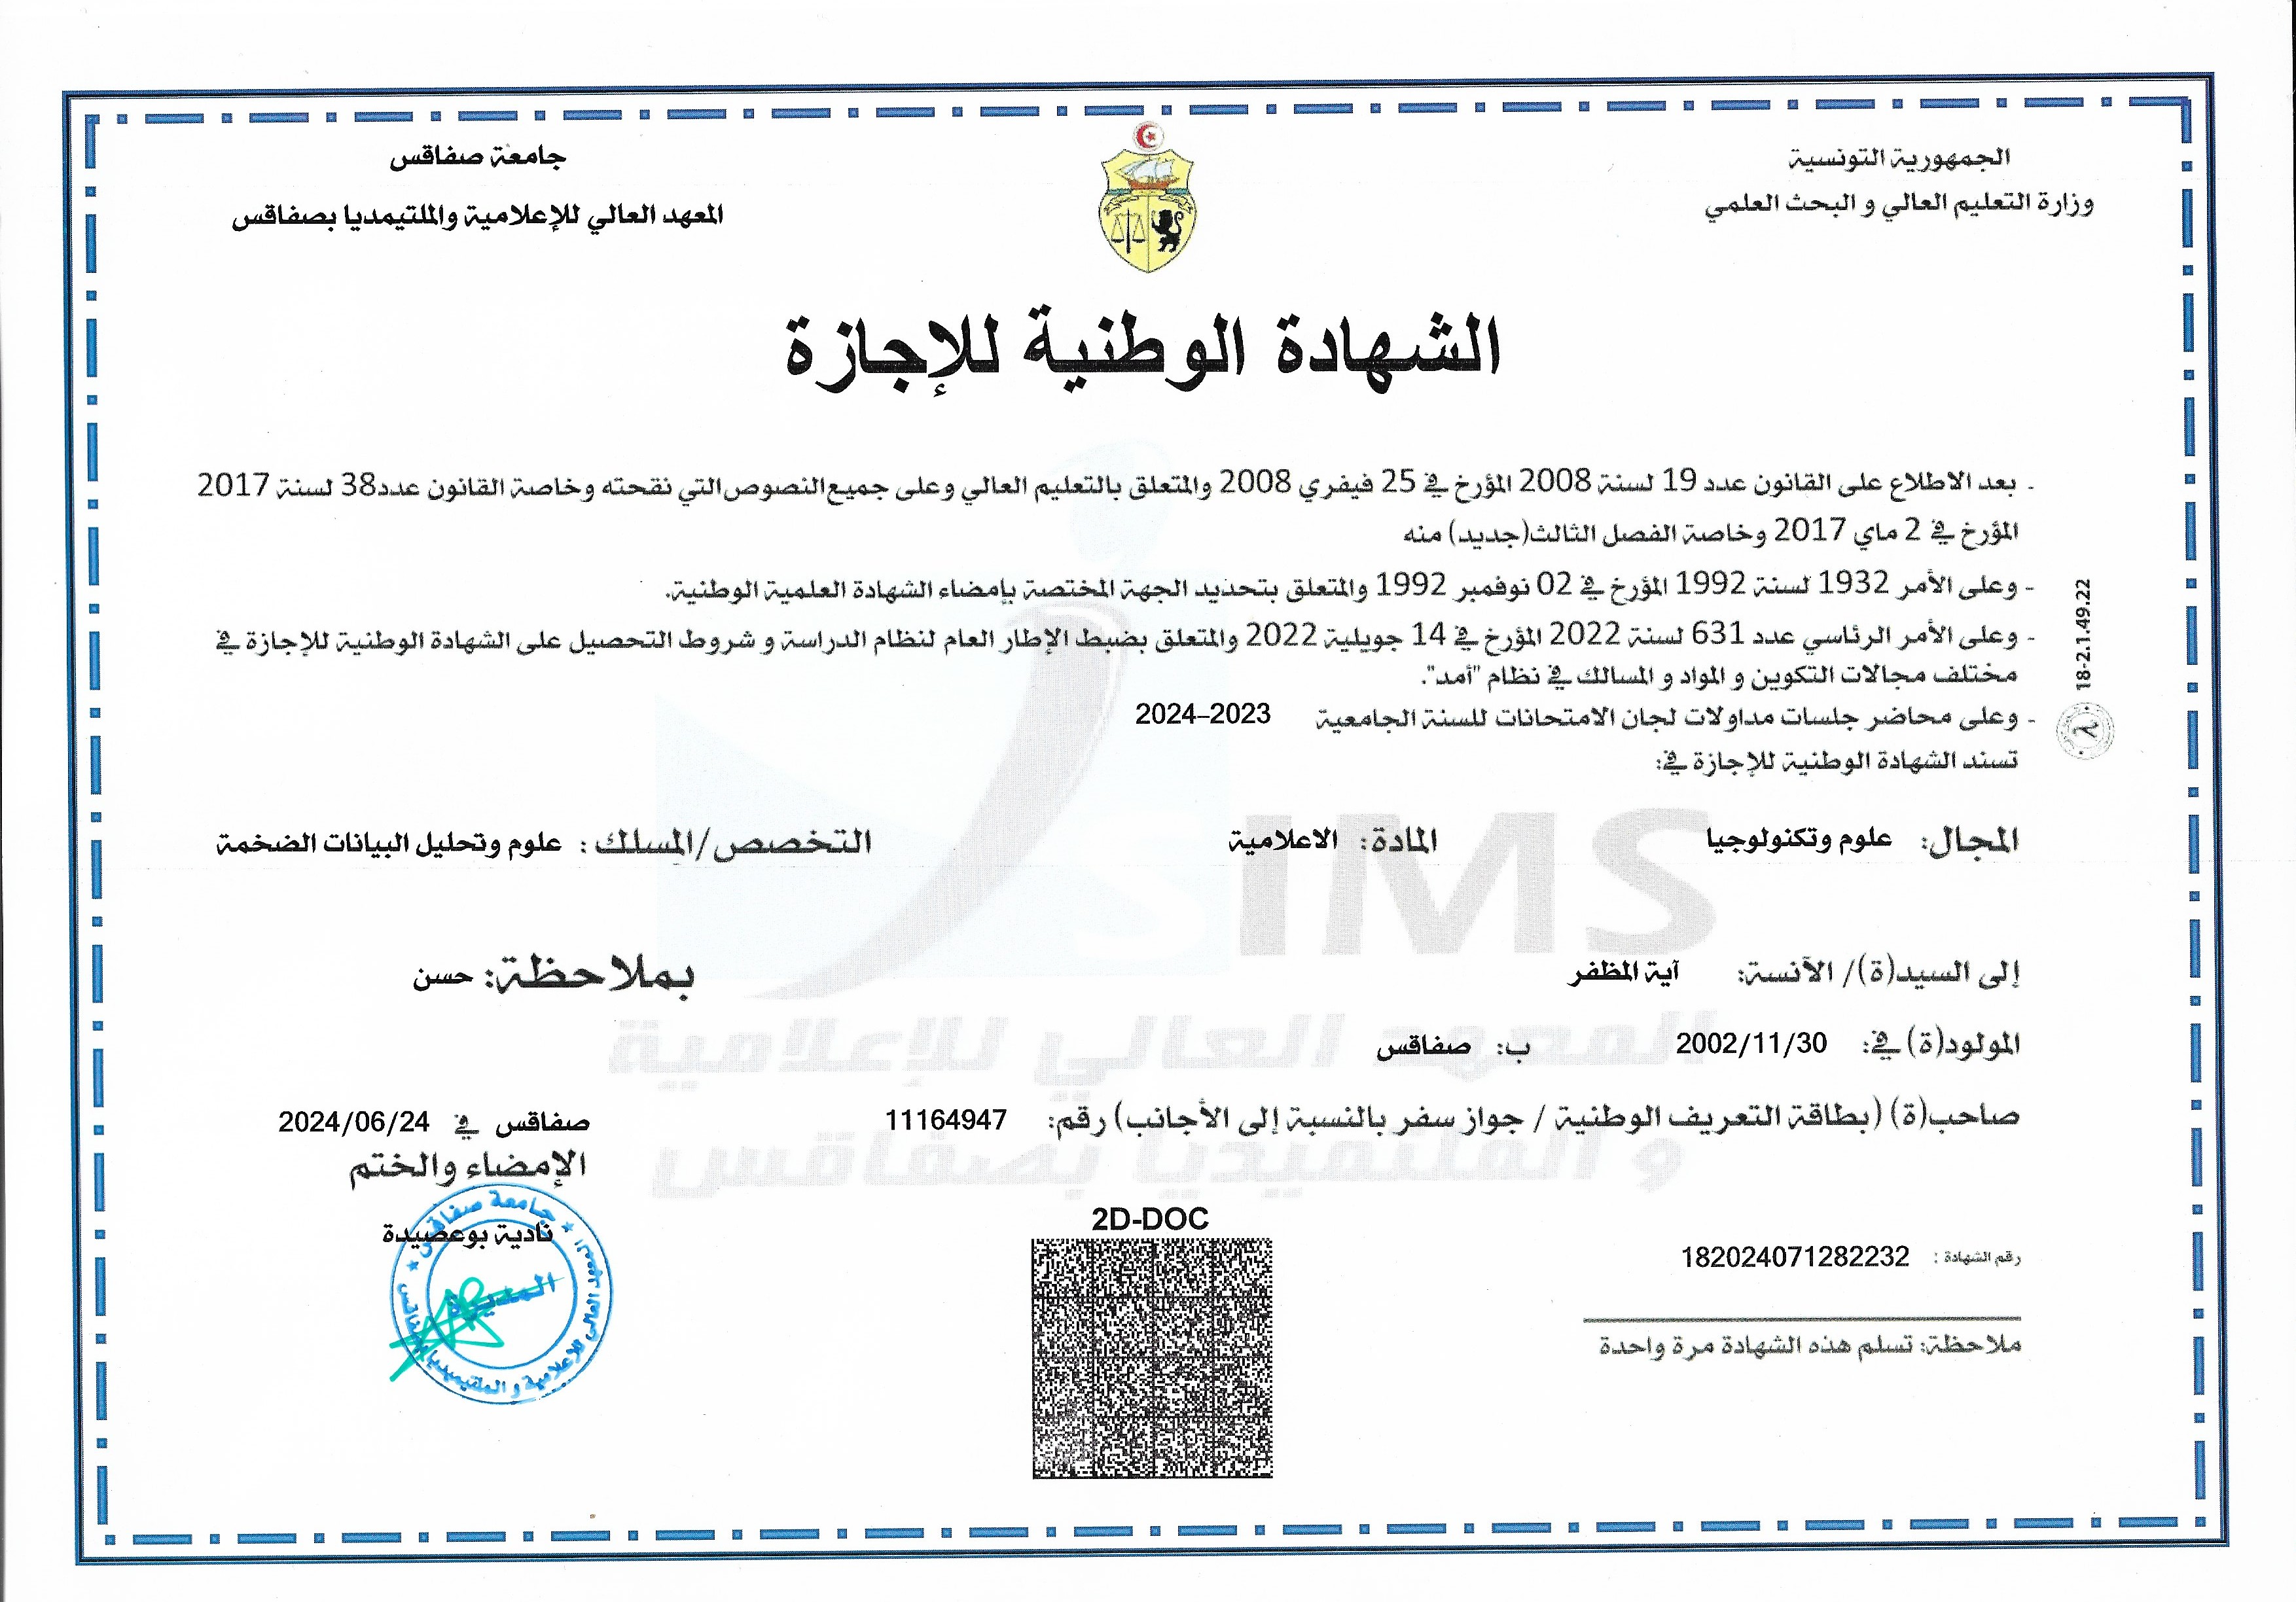 الجمهورية التونسية
وزارة التعليم العالي و البحث العلمي
جامعة صفاقس
المعهد العالي للإعلامية والملتيمديا بصفاقس
الشهادة الوطنية للإجازة
- بعد الاطلاع على القانون عدد 19 لسنة 2008 المؤرخ في 25 فيفري 2008 والمتعلق بالتعليم العالي وعلى جميع النصوص التي نقحته وخاصة القانون عدد38 لسنة 2017
المؤرخ في 2 ماي 2017 وخاصة الفصل الثالث(جديد) منه
- وعلى الأمر 1932 لسنة 1992 المؤرخ في 02 نوفمبر 1992 والمتعلق بتحديد الجهة المختصة بإمضاء الشهادة العلمية الوطنية.
- وعلى الأمر الرئاسي عدد 631 لسنة 2022 المؤرخ في 14 جويلية 2022 والمتعلق بضبط الإطار العام لنظام الدراسة و شروط التحصيل على الشهادة الوطنية للإجازة في
مختلف مجالات التكوين و المواد و المسالك في نظام "أمد".
- وعلى محاضر جلسات مداولات لجان الامتحانات للسنة الجامعية 2023-2024
تسند الشهادة الوطنية للإجازة في:
18-2.1.49.22
المجال: علوم وتكنولوجيا المادة: الاعلامية التخصص/المسلك : علوم وتحليل البيانات الضخمة
إلى السيد(ة)/ الآنسة: آية المظفر بملاحظة: حسن
المولود(ة) في: 2002/11/30 ب: صفاقس
صاحب(ة) (بطاقة التعريف الوطنية / جواز سفر بالنسبة إلى الأجانب) رقم: 11164947
صفاقس في 2024/06/24
الإمضاء والختم
نادية بوعصيدة
جامعة صفاقس
المعهد العالي للإعلامية و الملتيميديا بصفاقس
المديرة
2D-DOC
رقم الشهادة : 182024071282232
ملاحظة: تسلم هذه الشهادة مرة واحدة
SIMS
المعهد العالي للإعلامية
و الملتيميديا بصفاقس